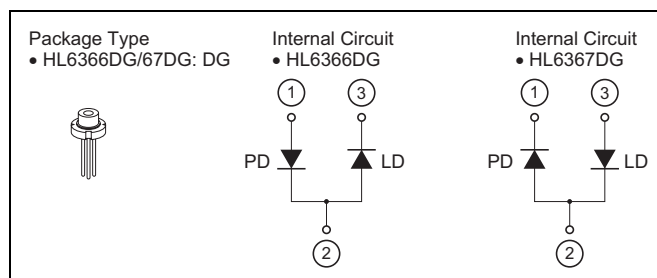 Package Type
• HL6366DG/67DG: DG
Internal Circuit
• HL6366DG
1 3
PD LD
2
Internal Circuit
• HL6367DG
1 3
PD LD
2